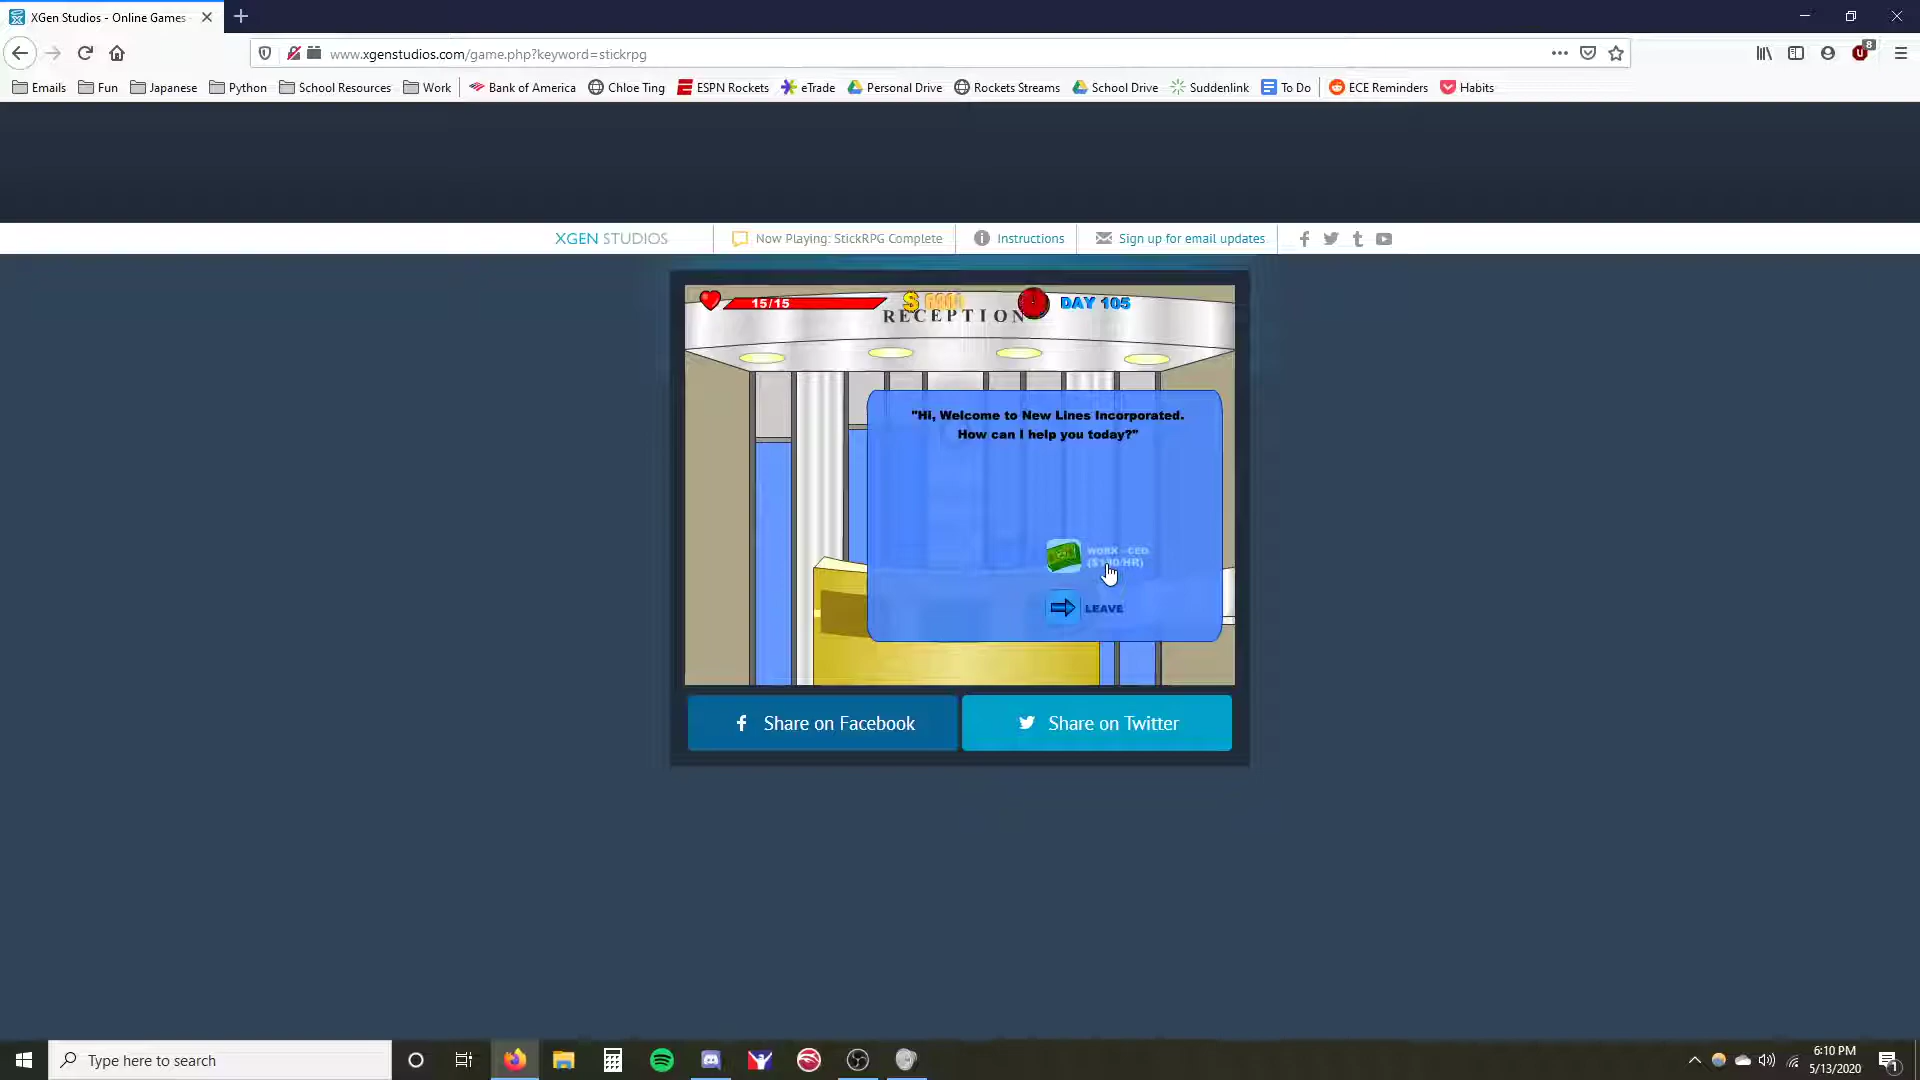 XGen Studios - Online Games
www.xgenstudios.com/game.php?keyword=stickrpg
8
Emails
Fun
Japanese
Python
School Resources
Work
Bank of America
Chloe Ting
ESPN Rockets
eTrade
Personal Drive
Rockets Streams
School Drive
Suddenlink
To Do
ECE Reminders
Habits
XGEN STUDIOS
Now Playing: StickRPG Complete
Instructions
Sign up for email updates
15/15
$
DAY 105
RECEPTION
"Hi, Welcome to New Lines Incorporated.
How can I help you today?"
WORK - CEO
/HR)
LEAVE
Share on Facebook
Share on Twitter
Type here to search
6:10 PM
5/13/2020
1